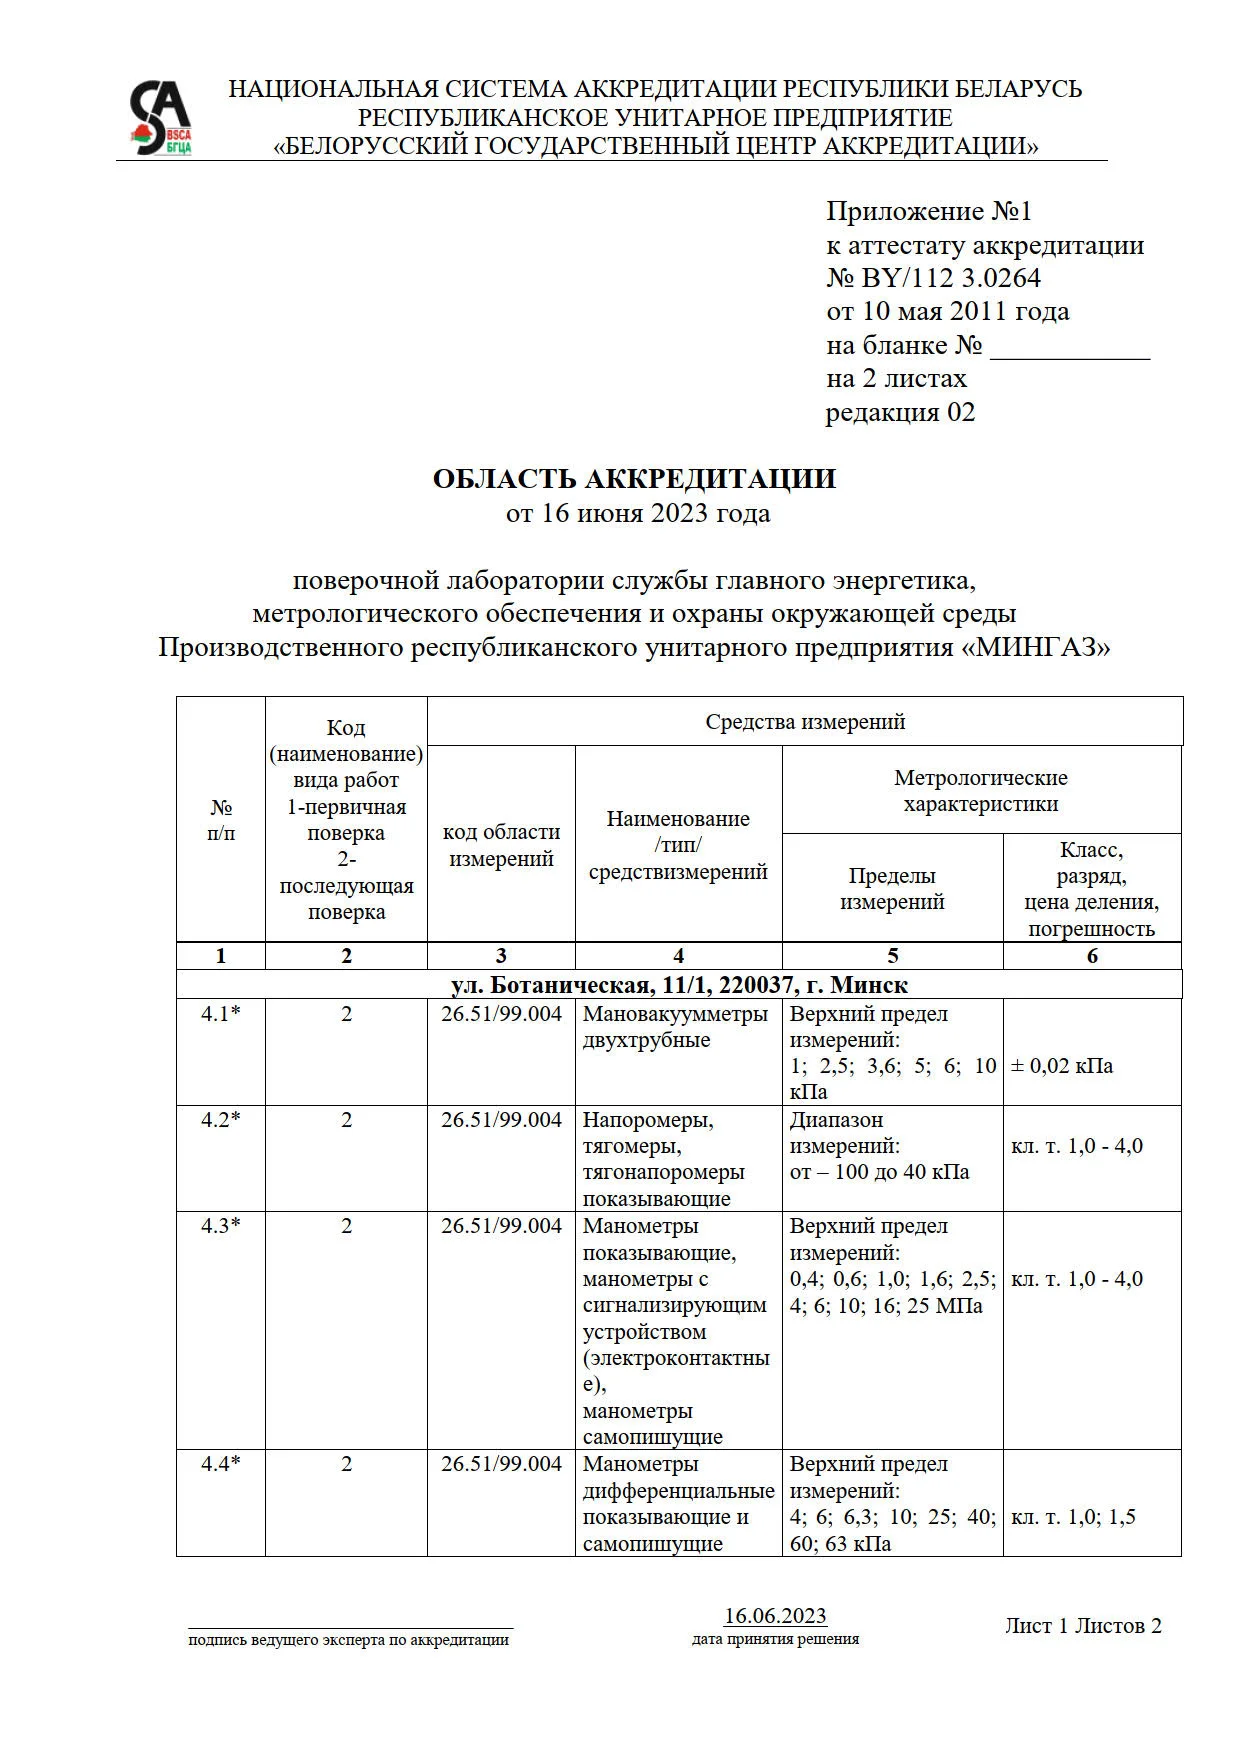 НАЦИОНАЛЬНАЯ СИСТЕМА АККРЕДИТАЦИИ РЕСПУБЛИКИ БЕЛАРУСЬ
РЕСПУБЛИКАНСКОЕ УНИТАРНОЕ ПРЕДПРИЯТИЕ
«БЕЛОРУССКИЙ ГОСУДАРСТВЕННЫЙ ЦЕНТР АККРЕДИТАЦИИ»
SA
BSCA
БГЦА
Приложение №1
к аттестату аккредитации
№ BY/112 3.0264
от 10 мая 2011 года
на бланке № ___________
на 2 листах
редакция 02
ОБЛАСТЬ АККРЕДИТАЦИИ
от 16 июня 2023 года
поверочной лаборатории службы главного энергетика,
метрологического обеспечения и охраны окружающей среды
Производственного республиканского унитарного предприятия «МИНГАЗ»
№
п/п
Код
(наименование)
вида работ
1-первичная
поверка
2-
последующая
поверка
Средства измерений
код области
измерений
Наименование
/тип/
средствизмерений
Метрологические
характеристики
Пределы
измерений
Класс,
разряд,
цена деления,
погрешность
1 2 3 4 5 6
ул. Ботаническая, 11/1, 220037, г. Минск
4.1*
2
26.51/99.004
Мановакуумметры
двухтрубные
Верхний предел
измерений:
1; 2,5; 3,6; 5; 6; 10
кПа
± 0,02 кПа
4.2*
2
26.51/99.004
Напоромеры,
тягомеры,
тягонапоромеры
показывающие
Диапазон
измерений:
от – 100 до 40 кПа
кл. т. 1,0 - 4,0
4.3*
2
26.51/99.004
Манометры
показывающие,
манометры с
сигнализирующим
устройством
(электроконтактны
е),
манометры
самопишущие
Верхний предел
измерений:
0,4; 0,6; 1,0; 1,6; 2,5;
4; 6; 10; 16; 25 МПа
кл. т. 1,0 - 4,0
4.4*
2
26.51/99.004
Манометры
дифференциальные
показывающие и
самопишущие
Верхний предел
измерений:
4; 6; 6,3; 10; 25; 40;
60; 63 кПа
кл. т. 1,0; 1,5
подпись ведущего эксперта по аккредитации
16.06.2023
дата принятия решения
Лист 1 Листов 2